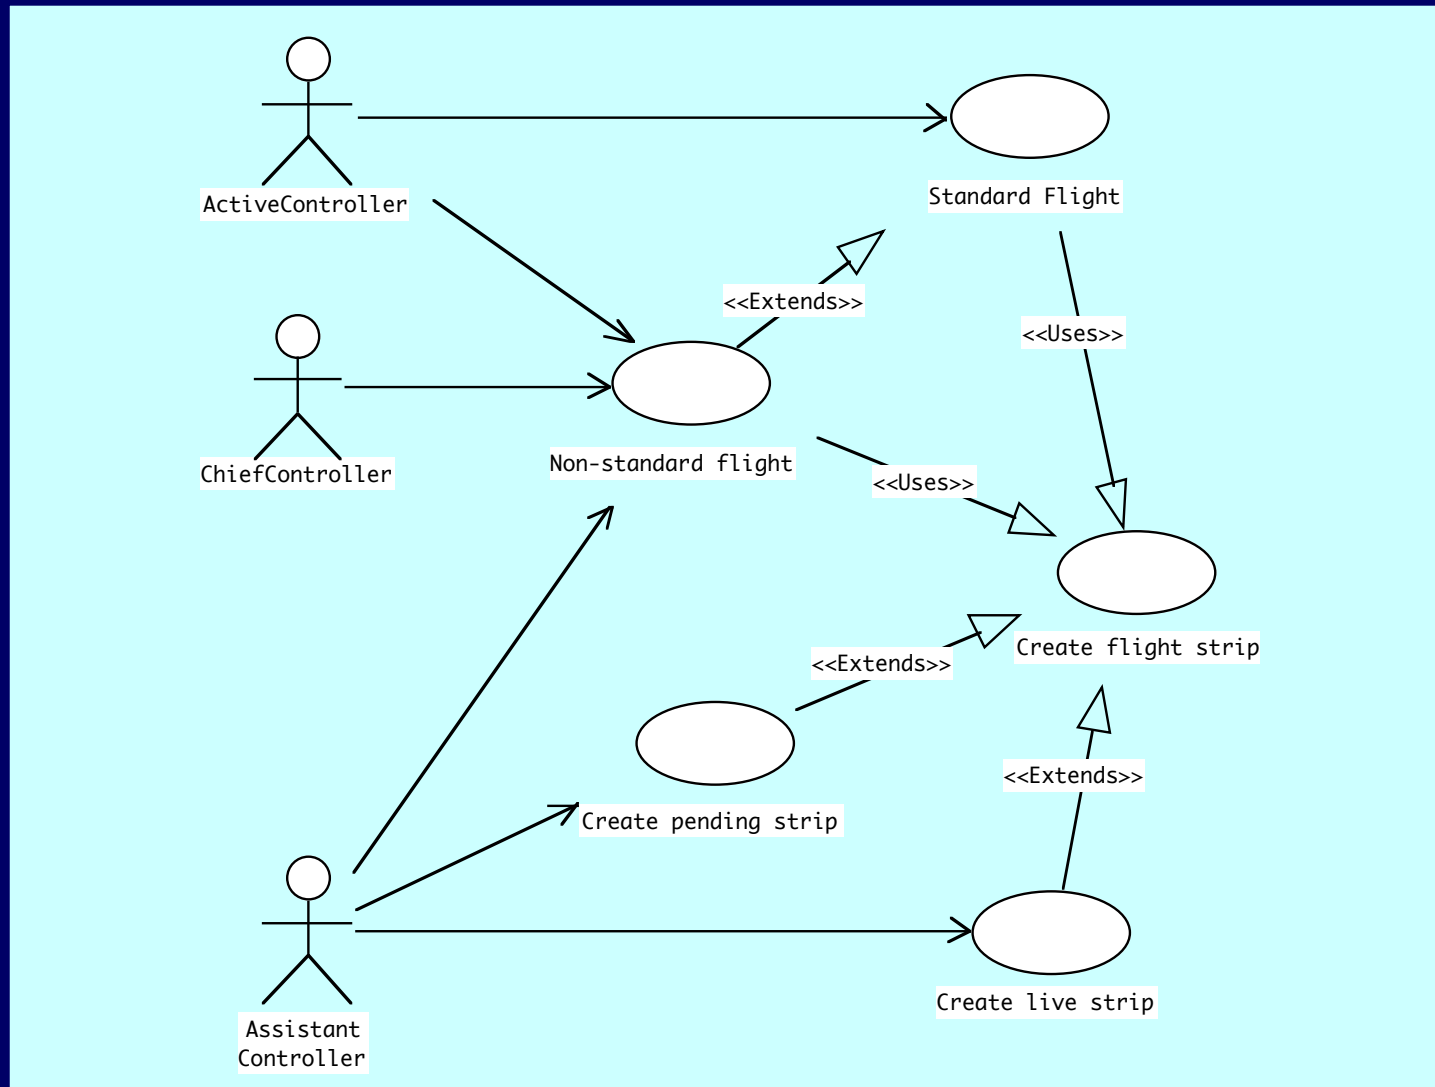 Standard Flight
ActiveController
<<Extends>>
<<Uses>>
Non-standard flight
ChiefController
<<Uses>>
Create flight strip
<<Extends>>
<<Extends>>
Create pending strip
Create live strip
Assistant
Controller